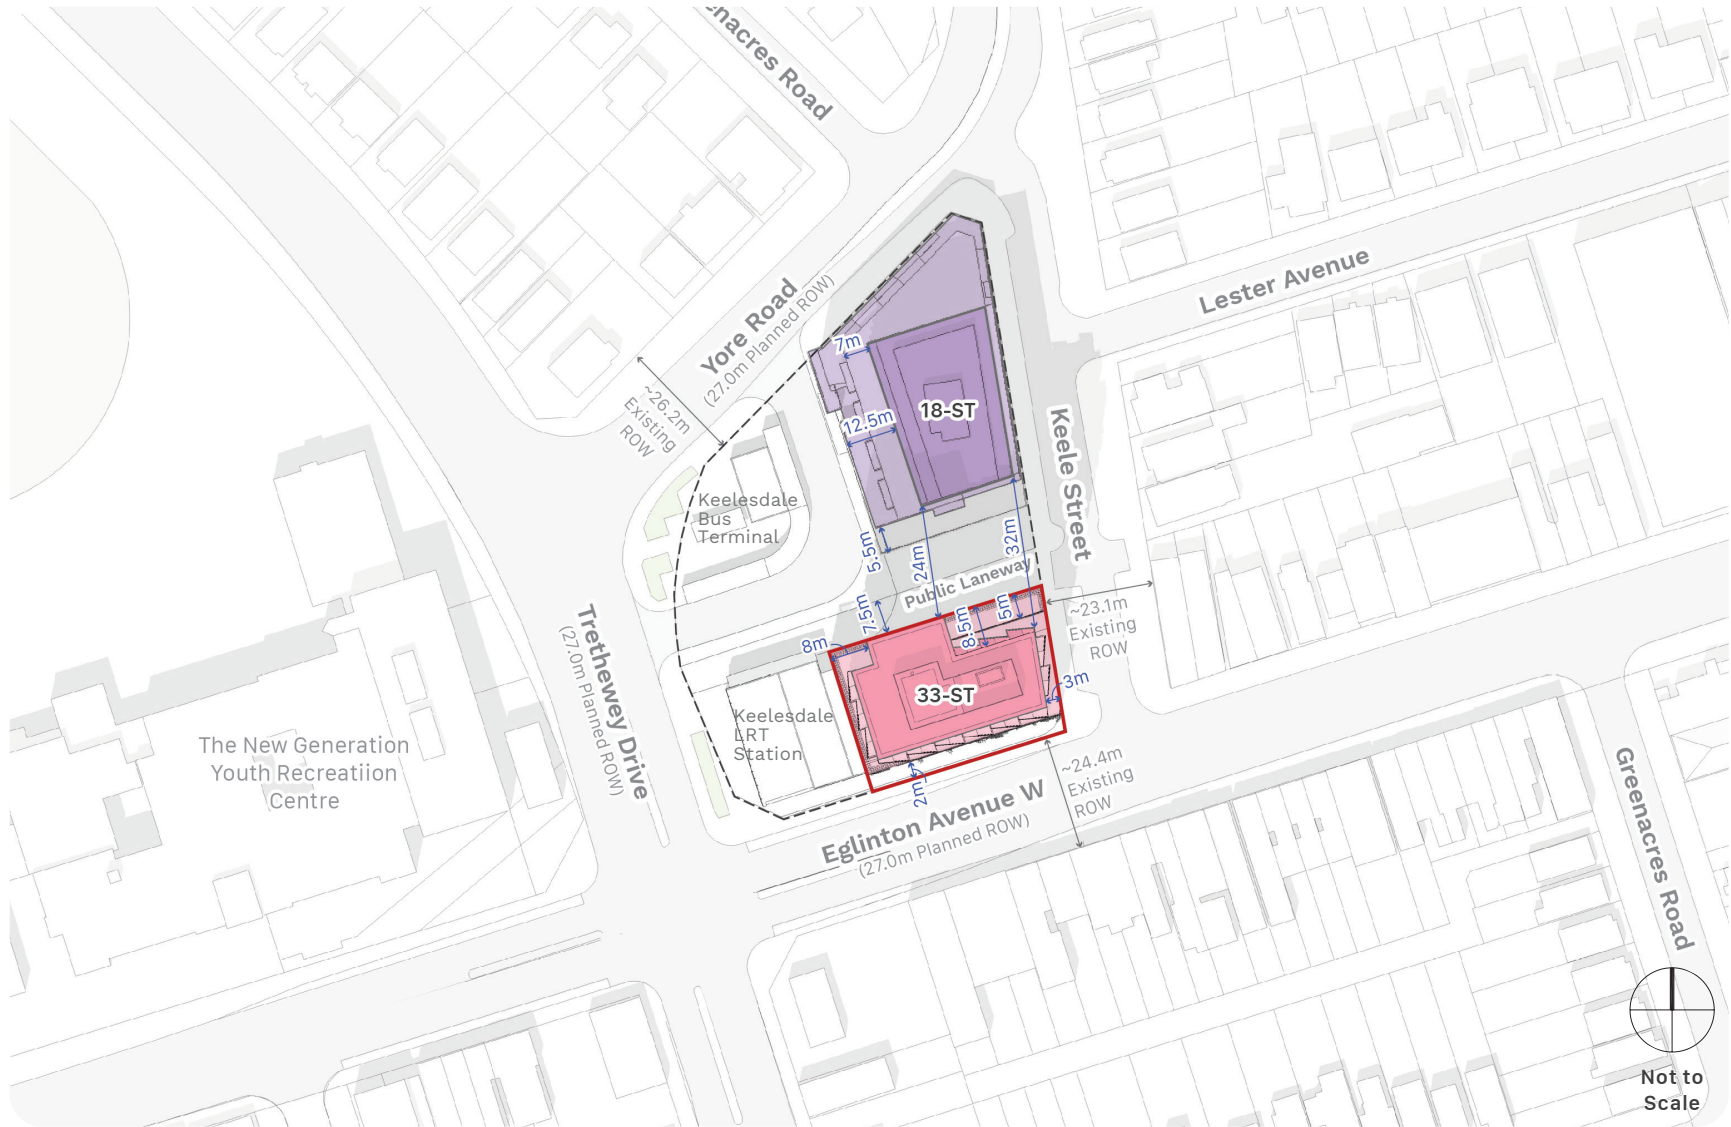 enacres Road
Lester Avenue
Yore Road
(27.0m Planned ROW)
~26.2m
Existing
ROW
7m
12.5m
18-ST
Keele Street
Keelesdale
Bus
Terminal
5.5m
24m
32m
Public Laneway
7.5m
8.5m
5m
~23.1m
Existing
ROW
8m
33-ST
3m
2m
Keelesdale
LRT
Station
Trethewey Drive
(27.0m Planned ROW)
The New Generation
Youth Recreatiion
Centre
~24.4m
Existing
ROW
Eglinton Avenue W
(27.0m Planned ROW)
Greenacres Road
Not to
Scale